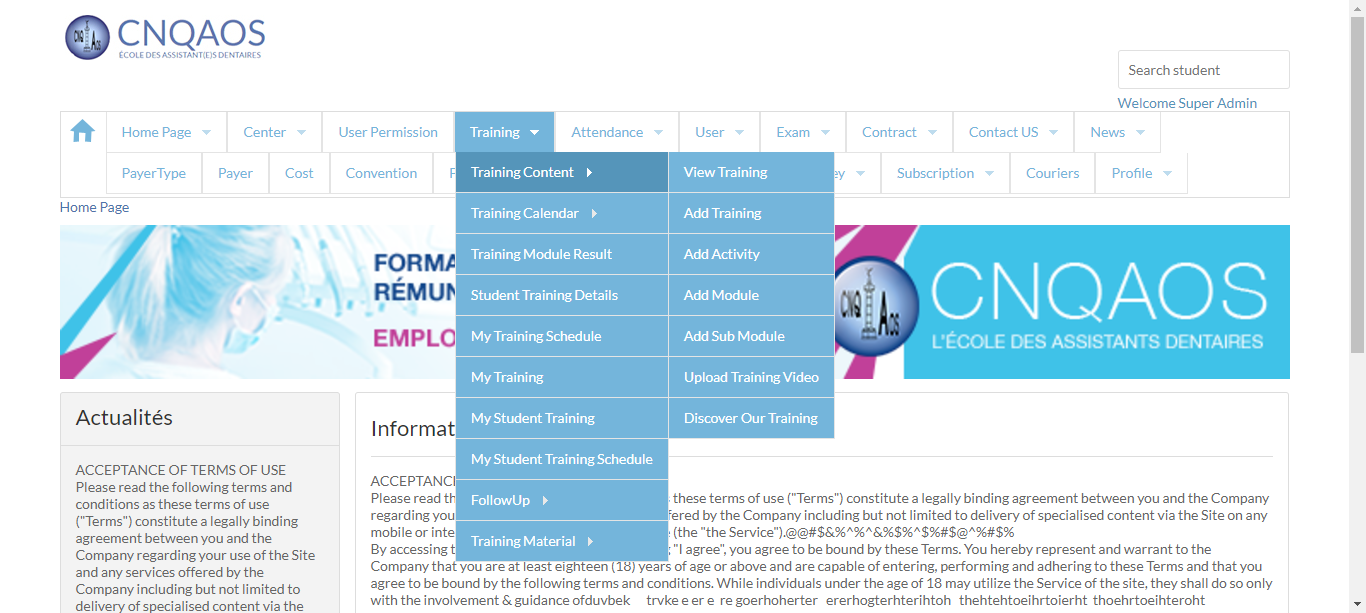 CNQAOS
ÉCOLE DES ASSISTANT(E)S DENTAIRES
Search student
Welcome Super Admin
Home Page Center User Permission Training Attendance User Exam Contract Contact US News
PayerType Payer Cost Convention Subscription Couriers Profile
Home Page
Training Content
Training Calendar
Training Module Result
Student Training Details
My Training Schedule
My Training
My Student Training
My Student Training Schedule
FollowUp
Training Material
View Training
Add Training
Add Activity
Add Module
Add Sub Module
Upload Training Video
Discover Our Training
FORMA
RÉMUN
EMPLO
CNQ Aos
CNQAOS
L'ÉCOLE DES ASSISTANTS DENTAIRES
Actualités
ACCEPTANCE OF TERMS OF USE
Please read the following terms and
conditions as these terms of use
("Terms") constitute a legally binding
agreement between you and the
Company regarding your use of the Site
and any services offered by the
Company including but not limited to
delivery of specialised content via the
Informat
ACCEPTANC
Please read th these terms of use ("Terms") constitute a legally binding agreement between you and the Company
regarding you fered by the Company including but not limited to delivery of specialised content via the Site on any
mobile or inte (the "the Service").@@#$&%^%^&%$%^$%#$@^%#$%
By accessing t "I agree", you agree to be bound by these Terms. You hereby represent and warrant to the
Company that you are at least eighteen (18) years of age or above and are capable of entering, performing and adhering to these Terms and that you
agree to be bound by the following terms and conditions. While individuals under the age of 18 may utilize the Service of the site, they shall do so only
with the involvement & guidance ofduvbek trvke e er e re goerhoherter ererhogterhterihtoh thehtehtoeihrtoierht thoehrtoeihteroht